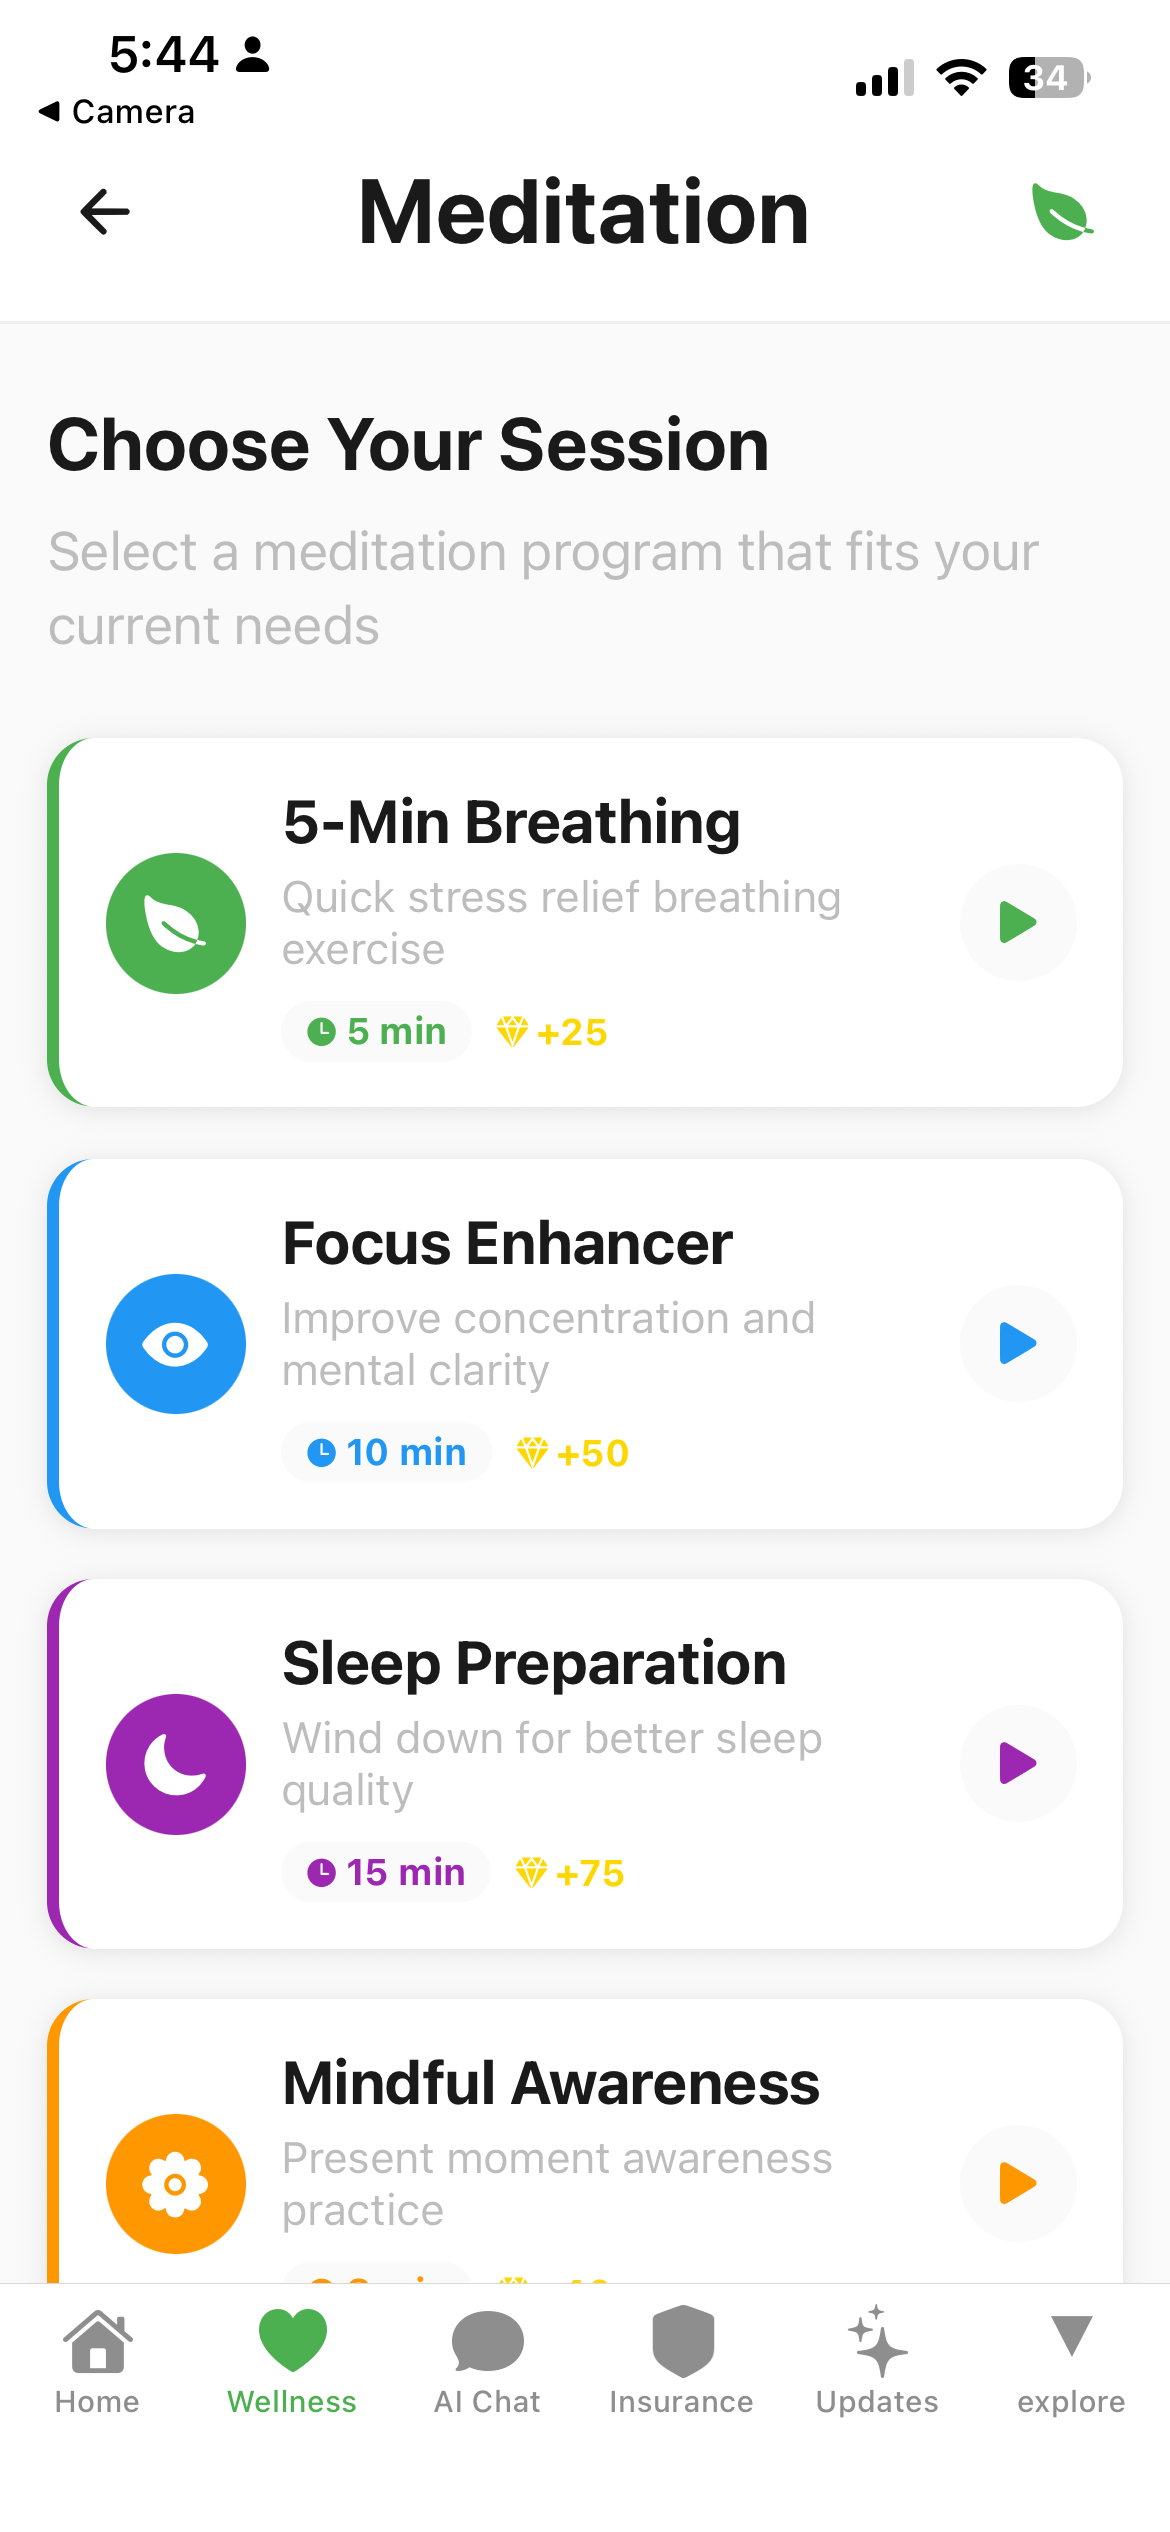 5:44
34
Camera
Meditation
Choose Your Session
Select a meditation program that fits your
current needs
5-Min Breathing
Quick stress relief breathing
exercise
5 min +25
Focus Enhancer
Improve concentration and
mental clarity
10 min +50
Sleep Preparation
Wind down for better sleep
quality
15 min +75
Mindful Awareness
Present moment awareness
practice
Home Wellness AI Chat Insurance Updates explore